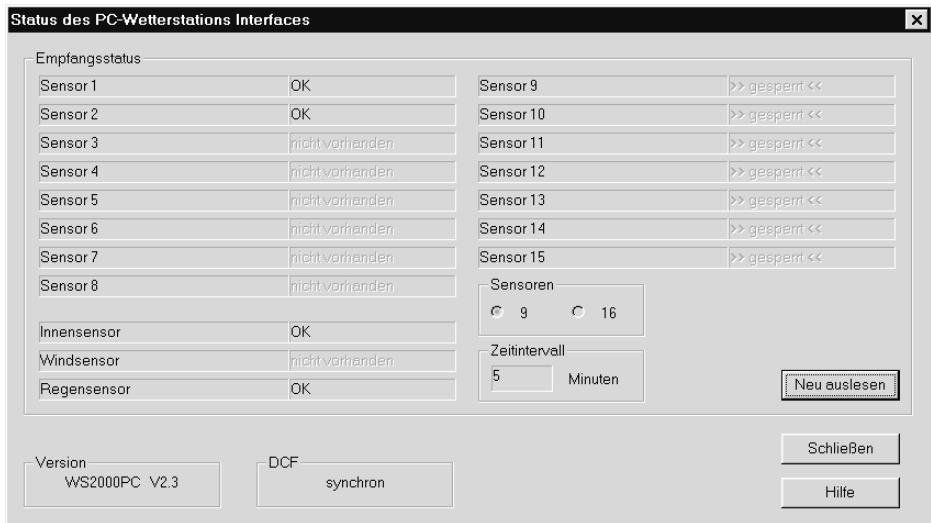 Status des PC-Wetterstations Interfaces
Empfangsstatus
Sensor 1 OK
Sensor 2 OK
Sensor 3 nicht vorhanden
Sensor 4 nicht vorhanden
Sensor 5 nicht vorhanden
Sensor 6 nicht vorhanden
Sensor 7 nicht vorhanden
Sensor 8 nicht vorhanden
Innensensor OK
Windsensor nicht vorhanden
Regensensor OK
Sensor 9 >> gesperrt <<
Sensor 10 >> gesperrt <<
Sensor 11 >> gesperrt <<
Sensor 12 >> gesperrt <<
Sensor 13 >> gesperrt <<
Sensor 14 >> gesperrt <<
Sensor 15 >> gesperrt <<
Sensoren
9 16
Zeitintervall
5 Minuten
Neu auslesen
Version
WS2000PC V2.3
DCF
synchron
Schließen
Hilfe